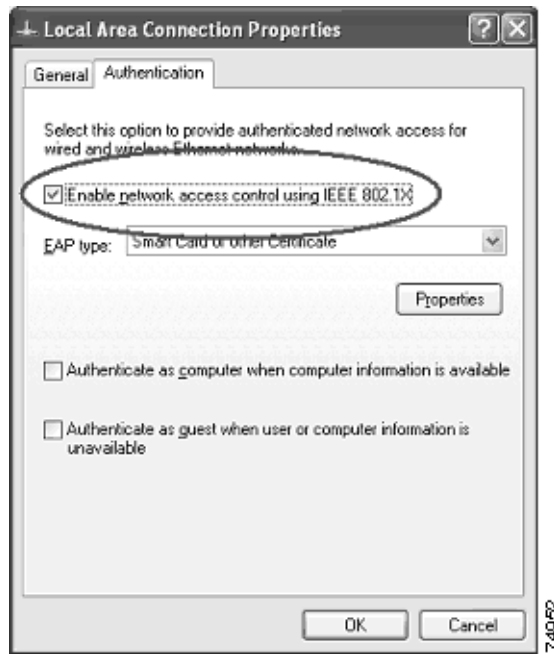 Local Area Connection Properties
General Authentication
Select this option to provide authenticated network access for
wired and wireless Ethernet networks.
Enable network access control using IEEE 802.1X
EAP type: Smart Card or other Certificate
Properties
Authenticate as computer when computer information is available
Authenticate as guest when user or computer information is
unavailable
OK Cancel
74952